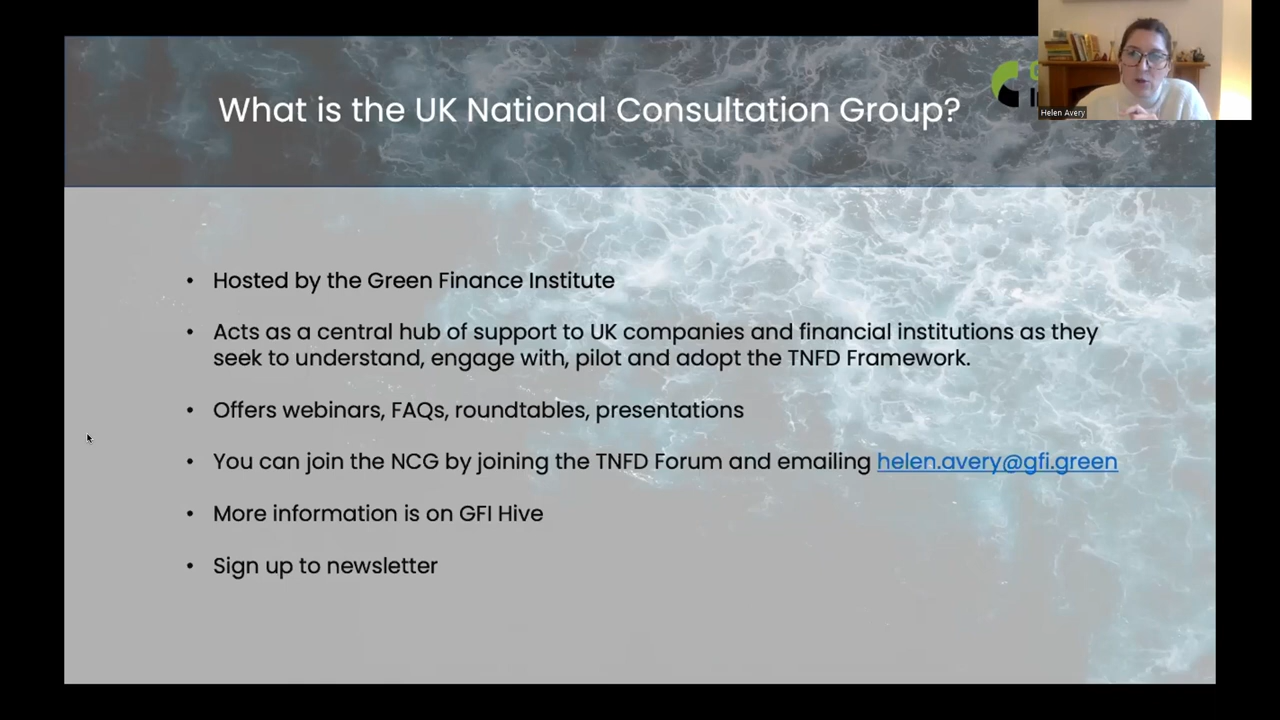 What is the UK National Consultation Group?
Helen Avery
• Hosted by the Green Finance Institute
• Acts as a central hub of support to UK companies and financial institutions as they
seek to understand, engage with, pilot and adopt the TNFD Framework.
• Offers webinars, FAQs, roundtables, presentations
• You can join the NCG by joining the TNFD Forum and emailing helen.avery@gfi.green
• More information is on GFI Hive
• Sign up to newsletter